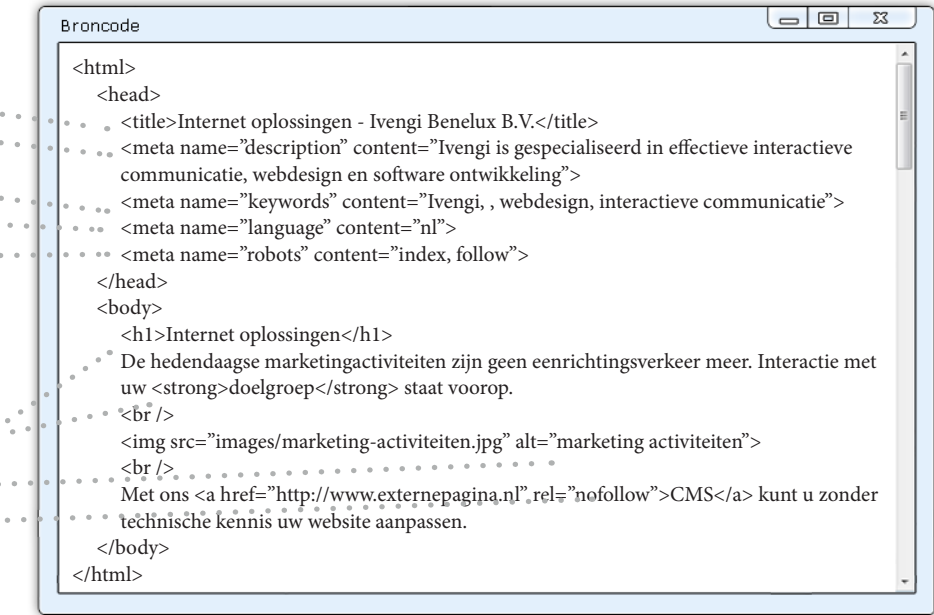 Broncode
<html>
<head>
<title>Internet oplossingen - Ivengi Benelux B.V.</title>
<meta name=”description” content=”Ivengi is gespecialiseerd in effectieve interactieve
communicatie, webdesign en software ontwikkeling”>
<meta name=”keywords” content=”Ivengi, , webdesign, interactieve communicatie”>
<meta name=”language” content=”nl”>
<meta name=”robots” content=”index, follow”>
</head>
<body>
<h1>Internet oplossingen</h1>
De hedendaagse marketingactiviteiten zijn geen eenrichtingsverkeer meer. Interactie met
uw <strong>doelgroep</strong> staat voorop.
<br />
<img src=”images/marketing-activiteiten.jpg” alt=”marketing activiteiten”>
<br />
Met ons <a href=”http://www.externepagina.nl” rel=”nofollow”>CMS</a> kunt u zonder
technische kennis uw website aanpassen.
</body>
</html>